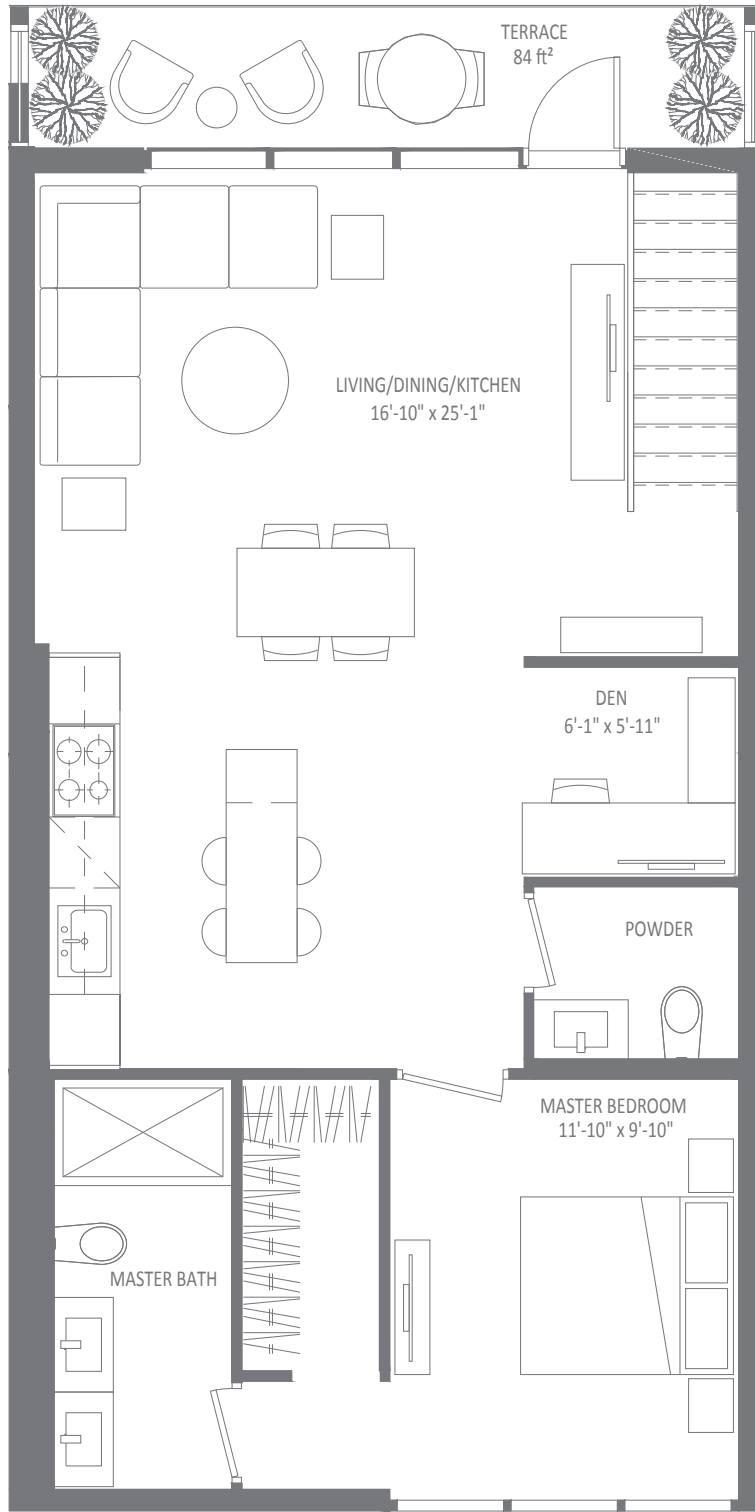 TERRACE
84 ft²
LIVING/DINING/KITCHEN
16'-10" x 25'-1"
DEN
6'-1" x 5'-11"
POWDER
MASTER BEDROOM
11'-10" x 9'-10"
MASTER BATH